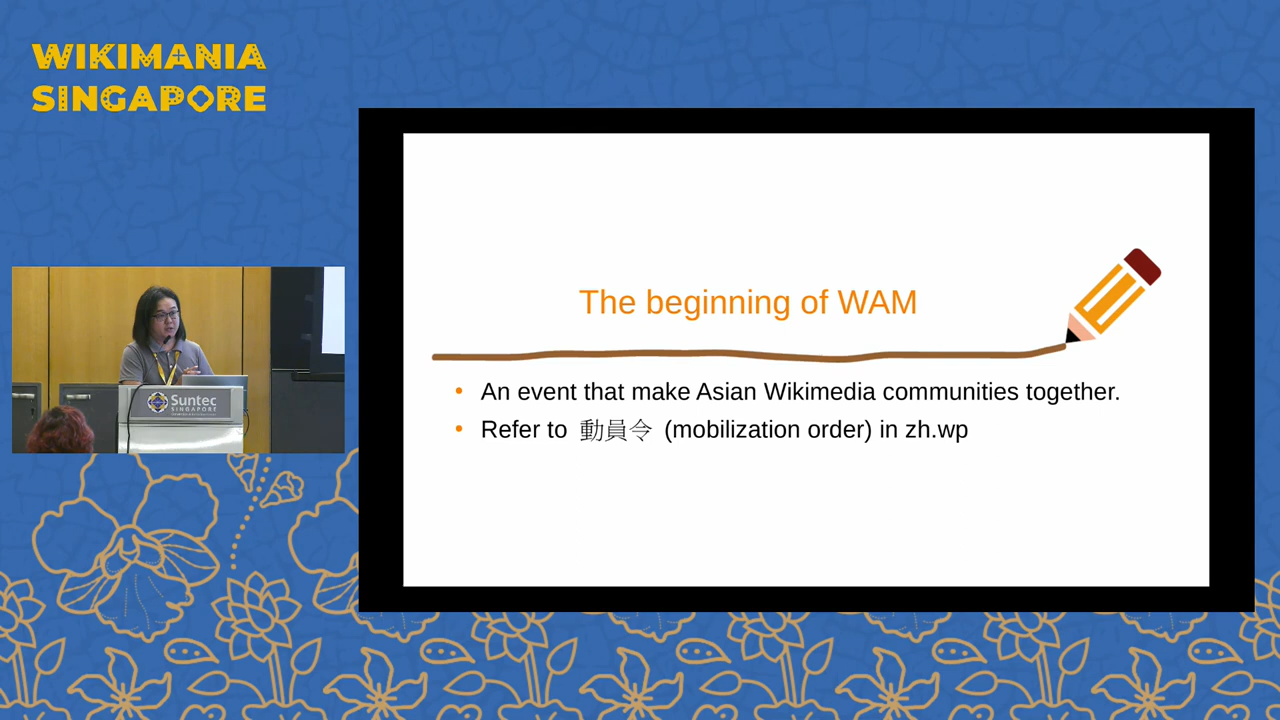 WIKIMANIA
SINGAPORE
The beginning of WAM
• An event that make Asian Wikimedia communities together.
• Refer to 動員令 (mobilization order) in zh.wp
Suntec
SINGAPORE